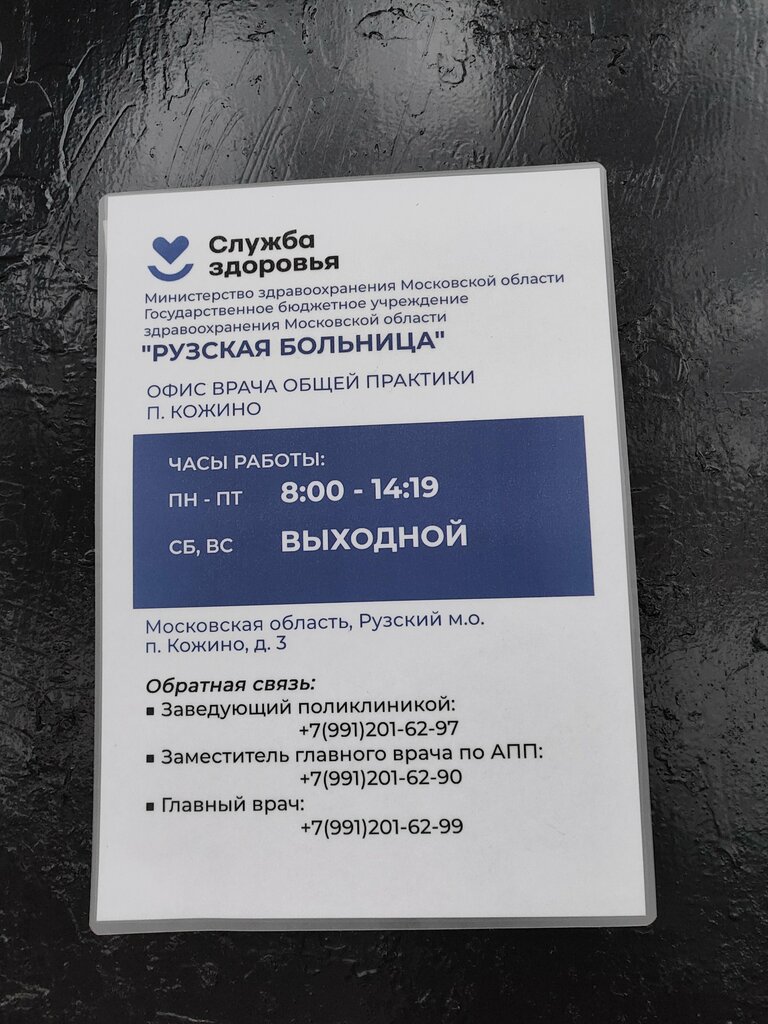 Служба
здоровья
Министерство здравоохранения Московской области
Государственное бюджетное учреждение
здравоохранения Московской области
"РУЗСКАЯ БОЛЬНИЦА"
ОФИС ВРАЧА ОБЩЕЙ ПРАКТИКИ
П. КОЖИНО
ЧАСЫ РАБОТЫ:
ПН - ПТ 8:00 - 14:19
СБ, ВС ВЫХОДНОЙ
Московская область, Рузский м.о.
п. Кожино, д. 3
Обратная связь:
▪ Заведующий поликлиникой:
+7(991)201-62-97
▪ Заместитель главного врача по АПП:
+7(991)201-62-90
▪ Главный врач:
+7(991)201-62-99